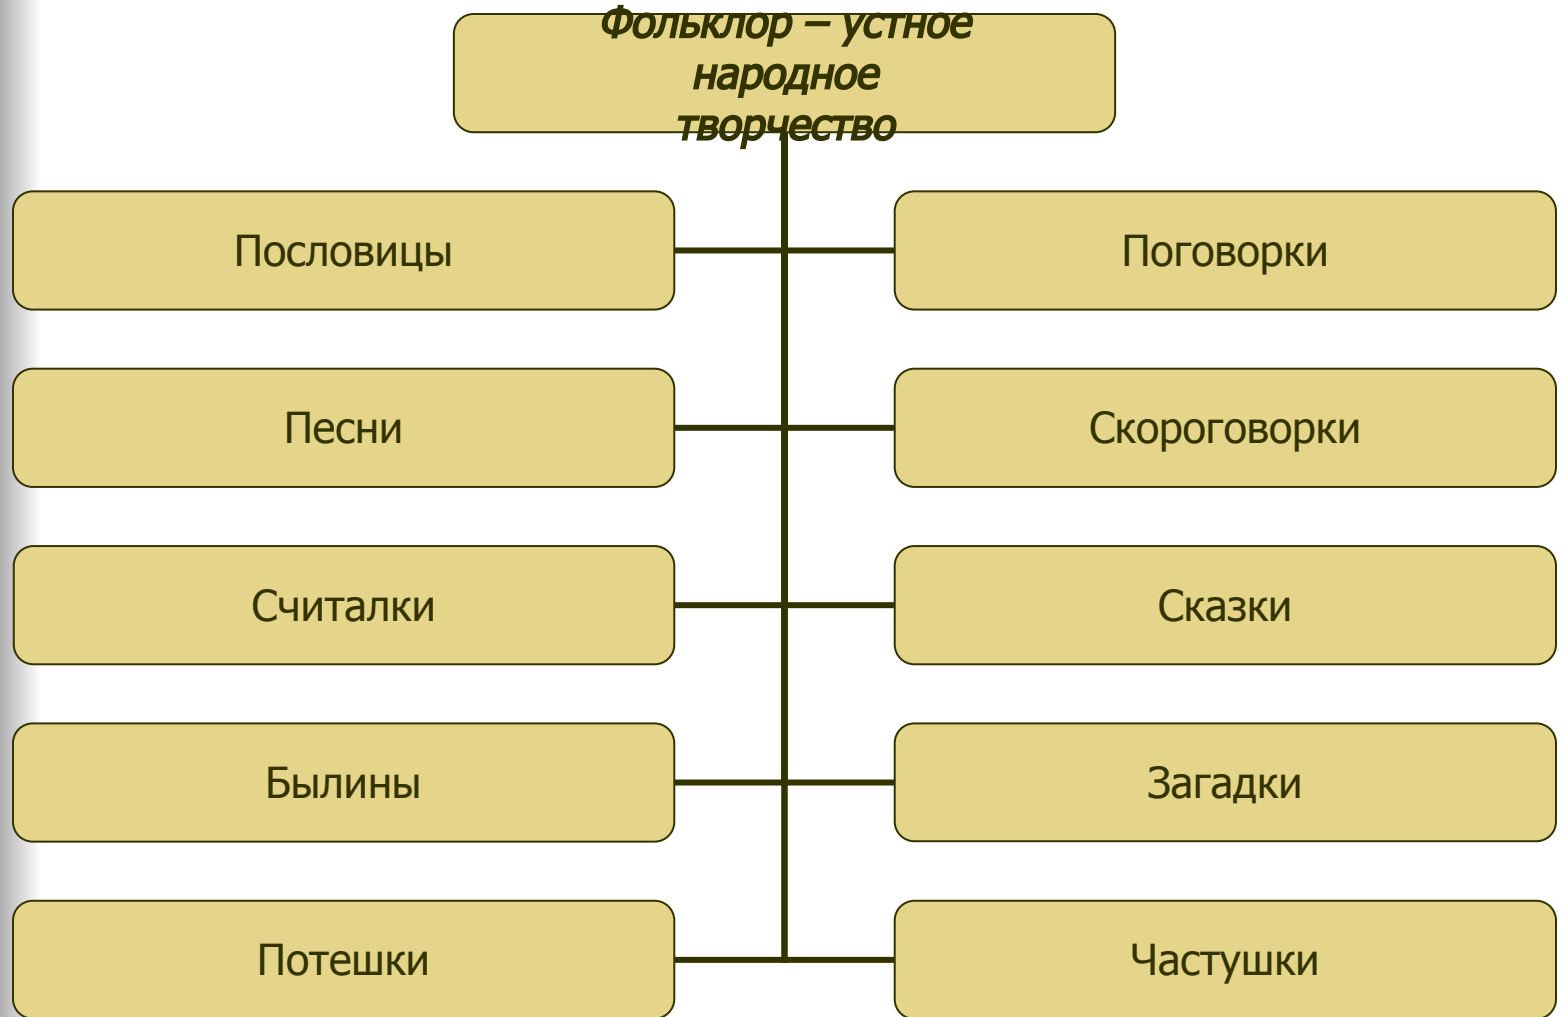 Фольклор – устное
народное
творчество
Пословицы
Поговорки
Песни
Скороговорки
Считалки
Сказки
Былины
Загадки
Потешки
Частушки